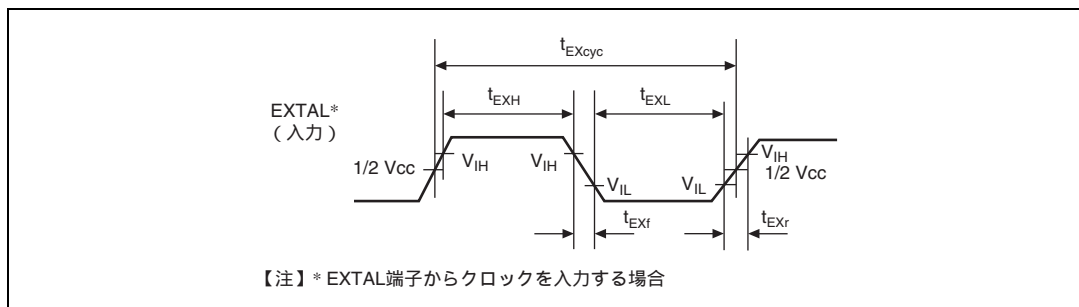 tEXcyc
tEXH
tEXL
EXTAL*
(入力)
1/2 Vcc
VIH
VIH
VIL
VIL
VIH
1/2 Vcc
tEXf
tEXr
【注】* EXTAL端子からクロックを入力する場合